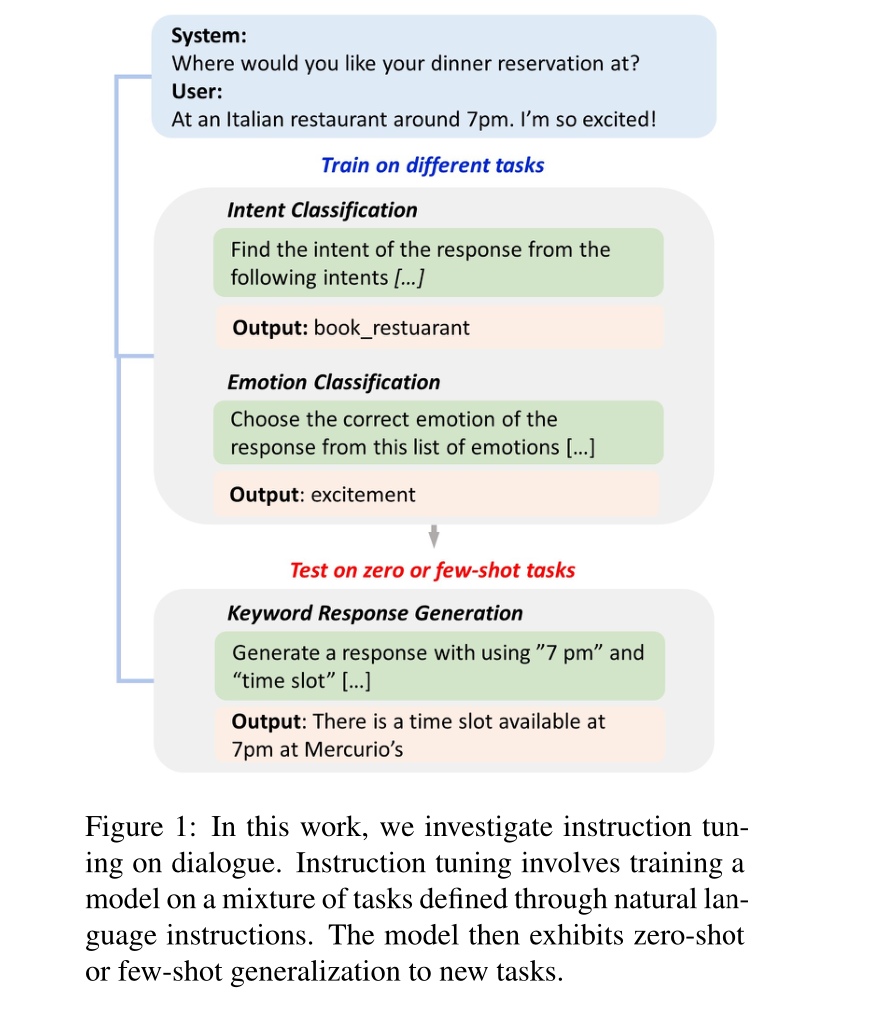 System:
Where would you like your dinner reservation at?
User:
At an Italian restaurant around 7pm. I'm so excited!
Train on different tasks
Intent Classification
Find the intent of the response from the
following intents [...]
Output: book_restuarant
Emotion Classification
Choose the correct emotion of the
response from this list of emotions [...]
Output: excitement
Test on zero or few-shot tasks
Keyword Response Generation
Generate a response with using ”7 pm” and
“time slot” [...]
Output: There is a time slot available at
7pm at Mercurio’s
Figure 1: In this work, we investigate instruction tun-
ing on dialogue. Instruction tuning involves training a
model on a mixture of tasks defined through natural lan-
guage instructions. The model then exhibits zero-shot
or few-shot generalization to new tasks.